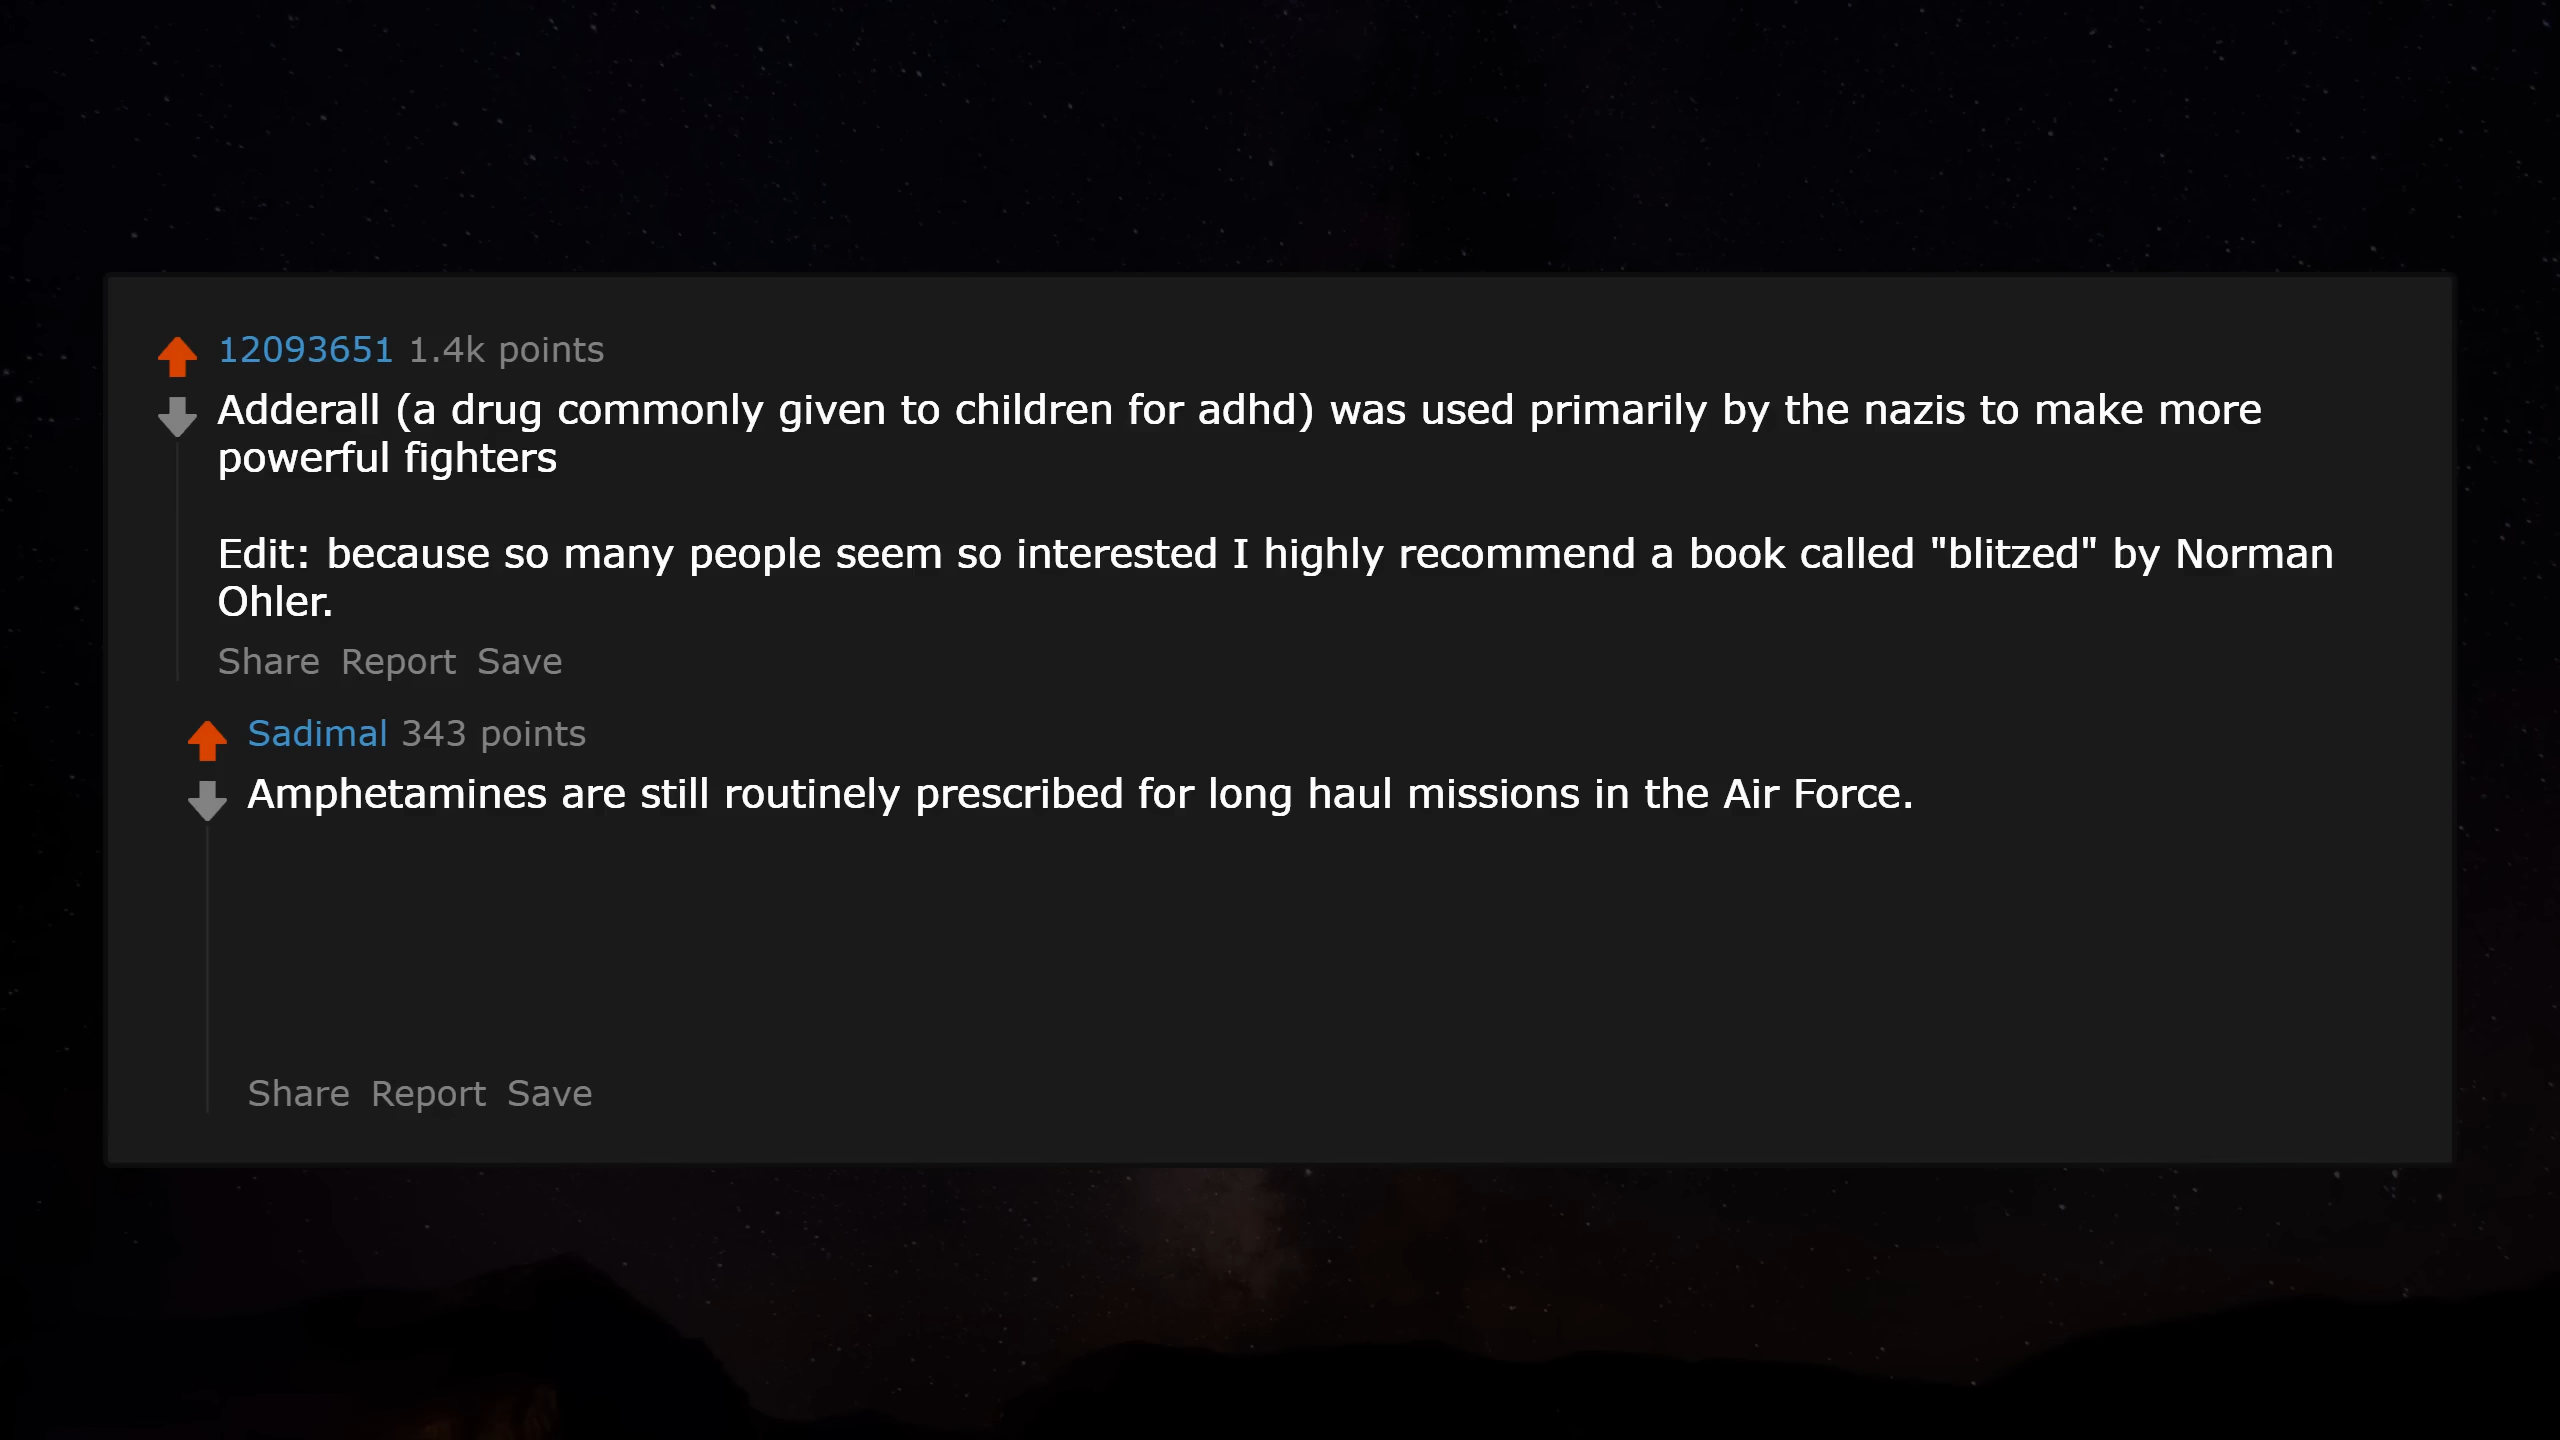 12093651 1.4k points
Adderall (a drug commonly given to children for adhd) was used primarily by the nazis to make more
powerful fighters
Edit: because so many people seem so interested I highly recommend a book called "blitzed" by Norman
Ohler.
Share Report Save
Sadimal 343 points
Amphetamines are still routinely prescribed for long haul missions in the Air Force.
Share Report Save